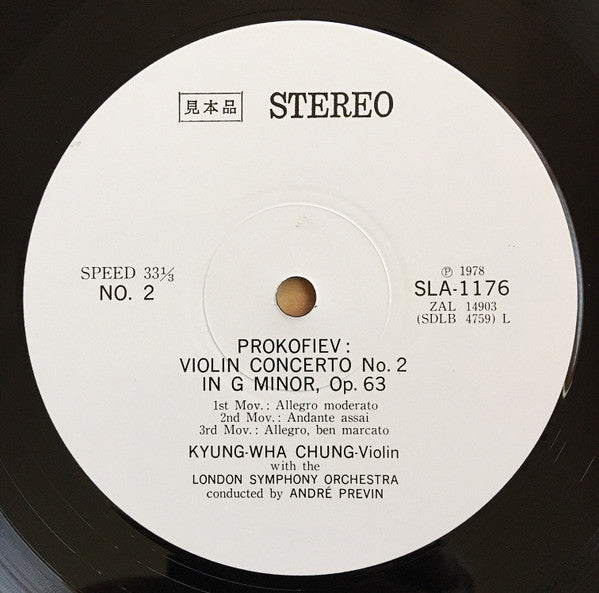 見本品 STEREO
SPEED 33⅓
NO. 2
℗ 1978
SLA-1176
ZAL 14903
(SDLB 4759) L
PROKOFIEV:
VIOLIN CONCERTO No. 2
IN G MINOR, Op. 63
1st Mov.: Allegro moderato
2nd Mov.: Andante assai
3rd Mov.: Allegro, ben marcato
KYUNG-WHA CHUNG-Violin
with the
LONDON SYMPHONY ORCHESTRA
conducted by ANDRÉ PREVIN